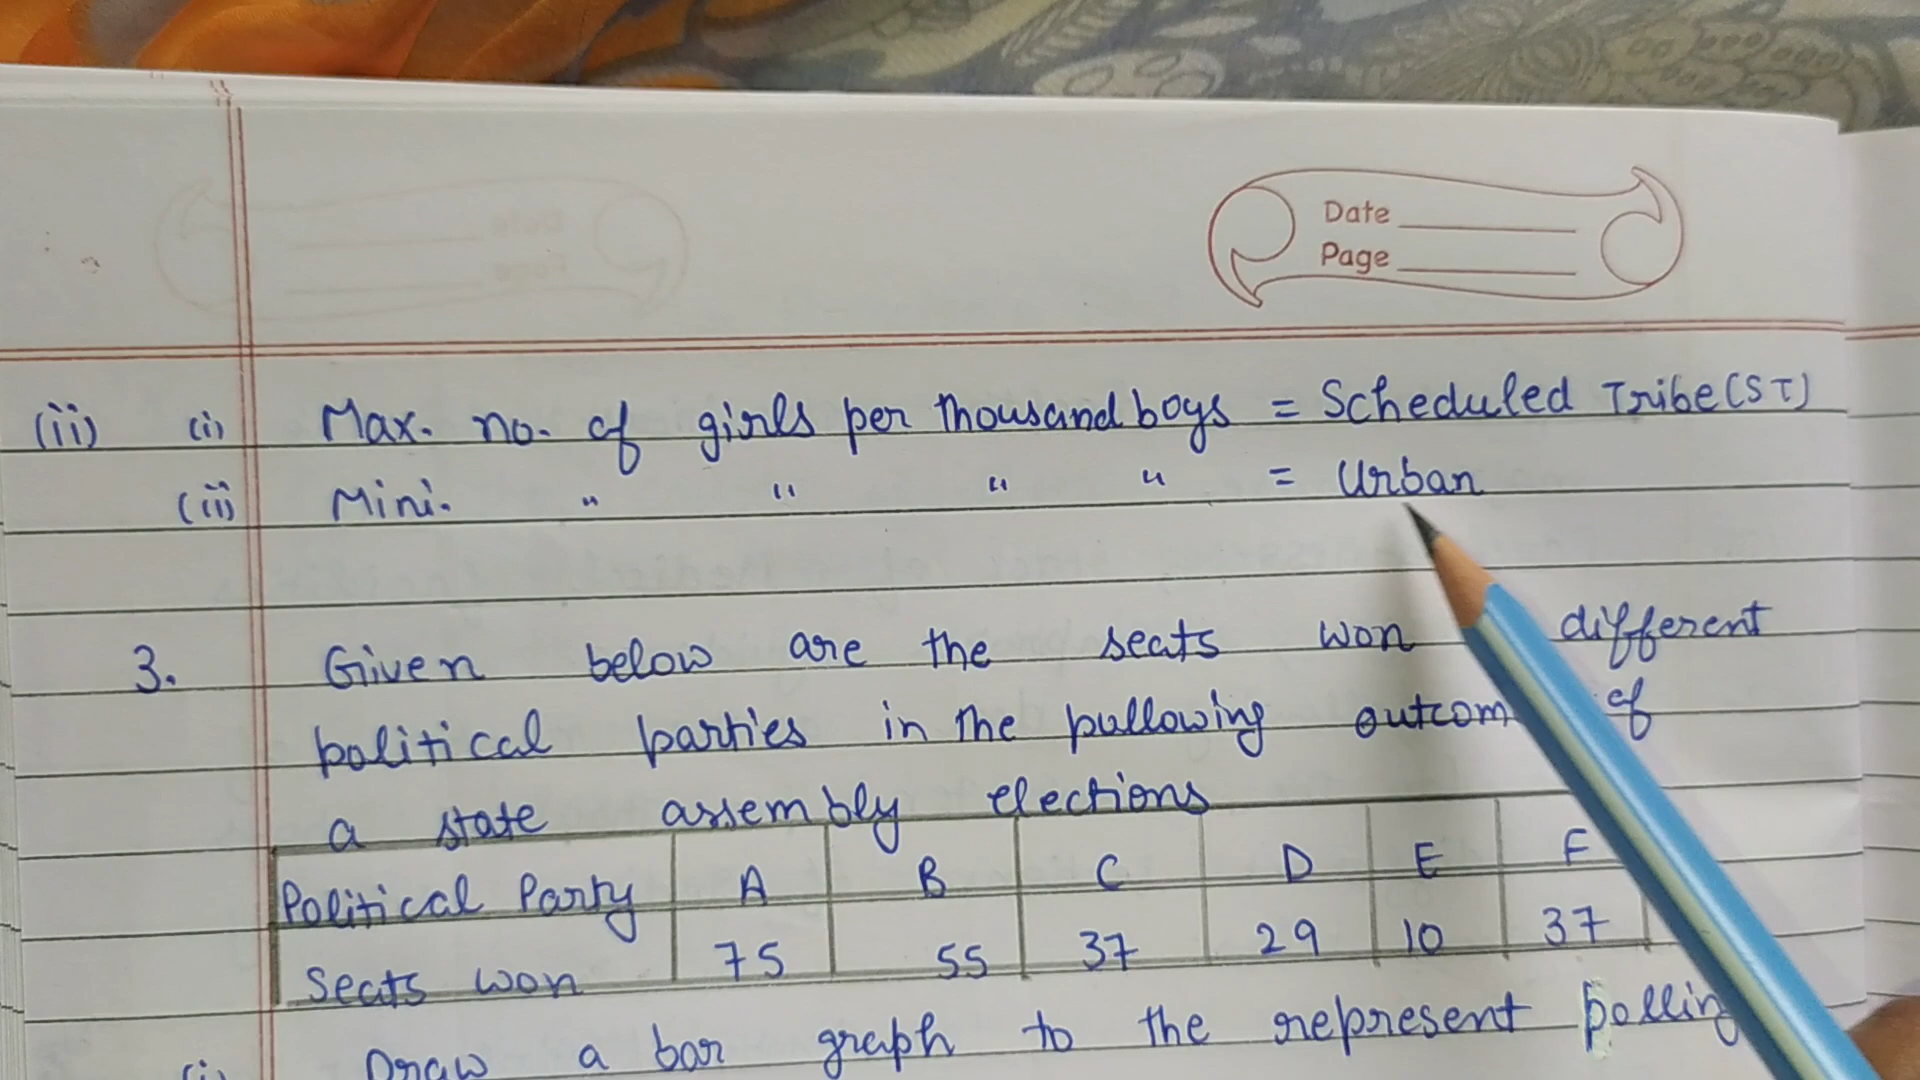 Date
Page
(ii) (i) Max. no. of girls per thousand boys = Scheduled Tribe (ST)
(ii) Mini. " " " " = Urban
3. Given below are the seats won different
political parties in the pullowing outcom of
a state assembly elections
Political Party A B C D E F
Seats won 75 55 37 29 10 37
(i) Draw a bar graph to the represent pollin